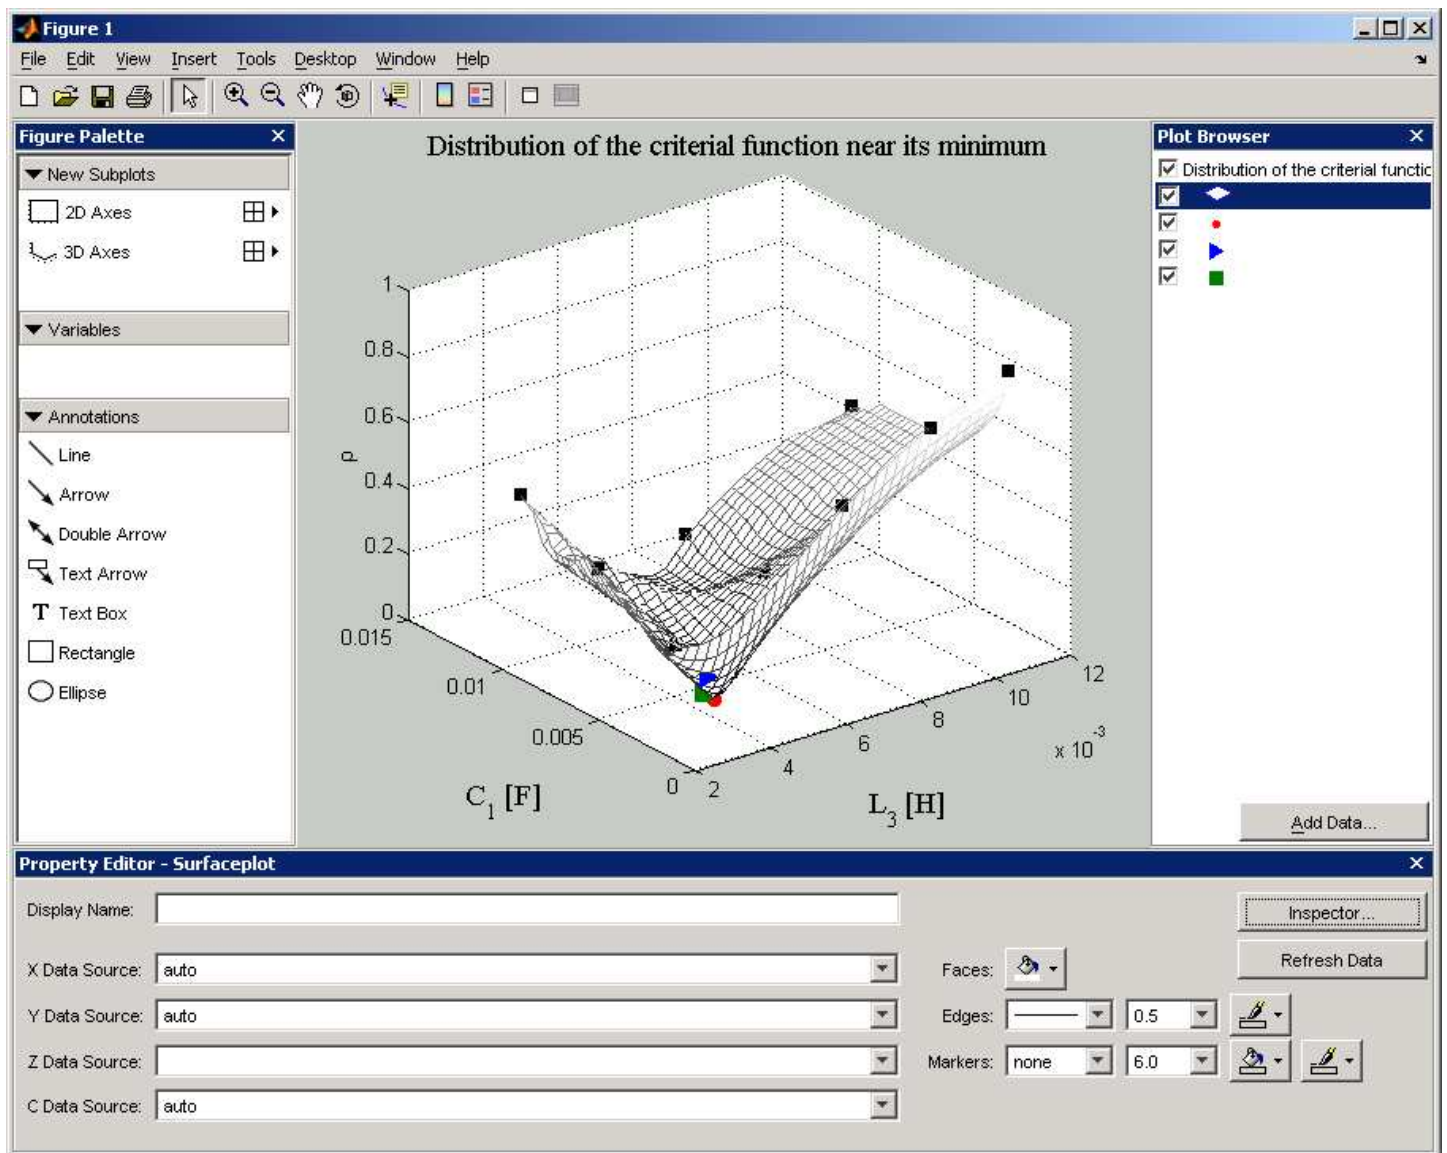 Figure 1
File Edit View Insert Tools Desktop Window Help
Figure Palette
New Subplots
2D Axes
3D Axes
Variables
Annotations
Line
Arrow
Double Arrow
Text Arrow
T Text Box
Rectangle
Ellipse
Distribution of the criterial function near its minimum
1
0.8
0.6
0.4
0.2
0
P
0.015
0.01
0.005
0
C1 [F]
2
4
6
8
10
12
x 10-3
L3 [H]
Plot Browser
Distribution of the criterial functic
Add Data...
Property Editor - Surfaceplot
Display Name:
Inspector...
X Data Source: auto
Faces:
Refresh Data
Y Data Source: auto
Edges: 0.5
Z Data Source:
Markers: none 6.0
C Data Source: auto